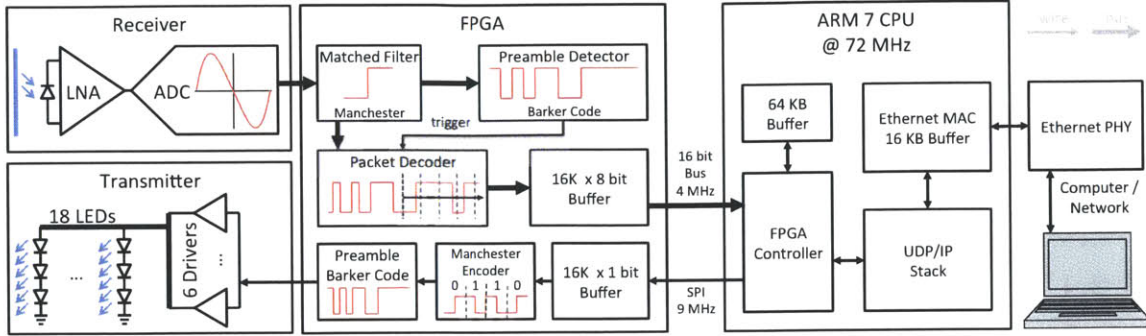 Receiver
LNA
ADC
Transmitter
18 LEDs
...
6 Drivers
...
FPGA
Matched Filter
Manchester
Preamble Detector
Barker Code
trigger
Packet Decoder
16K x 8 bit
Buffer
Preamble
Barker Code
Manchester
Encoder
0 1 1 0
16K x 1 bit
Buffer
16 bit
Bus
4 MHz
SPI
9 MHz
ARM 7 CPU
@ 72 MHz
64 KB
Buffer
Ethernet MAC
16 KB Buffer
FPGA
Controller
UDP/IP
Stack
wire
bus
Ethernet PHY
Computer /
Network